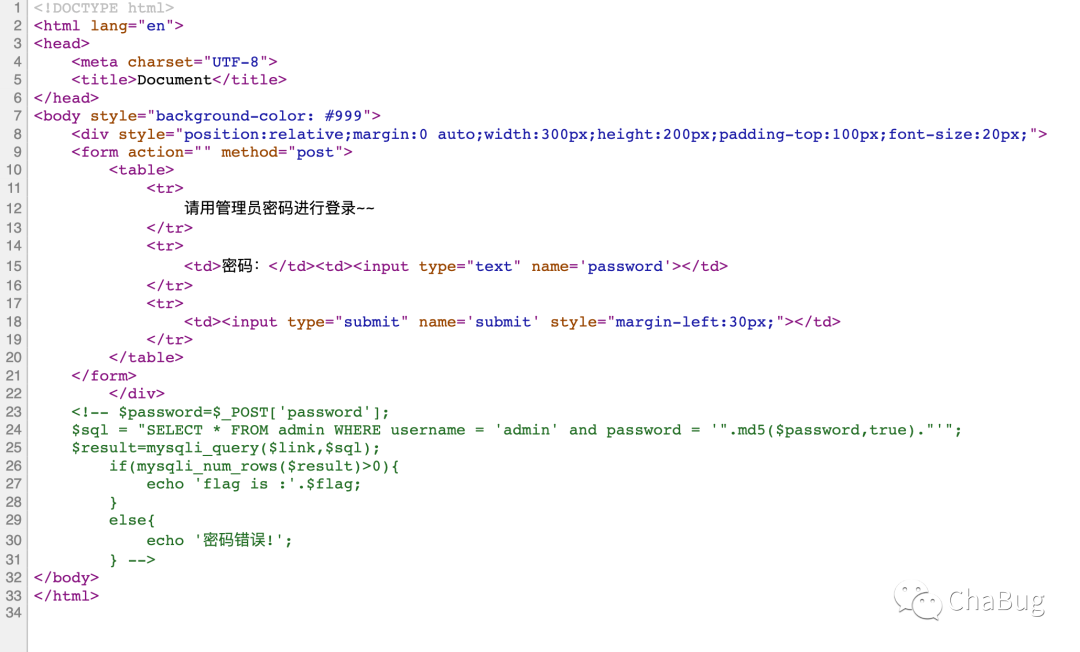 1 <!DOCTYPE html>
2 <html lang="en">
3 <head>
4     <meta charset="UTF-8">
5     <title>Document</title>
6 </head>
7 <body style="background-color: #999">
8     <div style="position:relative;margin:0 auto;width:300px;height:200px;padding-top:100px;font-size:20px;">
9     <form action="" method="post">
10         <table>
11             <tr>
12                 请用管理员密码进行登录~~
13             </tr>
14             <tr>
15                 <td>密码：</td><td><input type="text" name='password'></td>
16             </tr>
17             <tr>
18                 <td><input type="submit" name='submit' style="margin-left:30px;"></td>
19             </tr>
20         </table>
21     </form>
22         </div>
23     <!-- $password=$_POST['password'];
24     $sql = "SELECT * FROM admin WHERE username = 'admin' and password = '".md5($password,true)."'";
25     $result=mysqli_query($link,$sql);
26         if(mysqli_num_rows($result)>0){
27             echo 'flag is :'.$flag;
28         }
29         else{
30             echo '密码错误!';
31         } -->
32 </body>
33 </html>
34
ChaBug